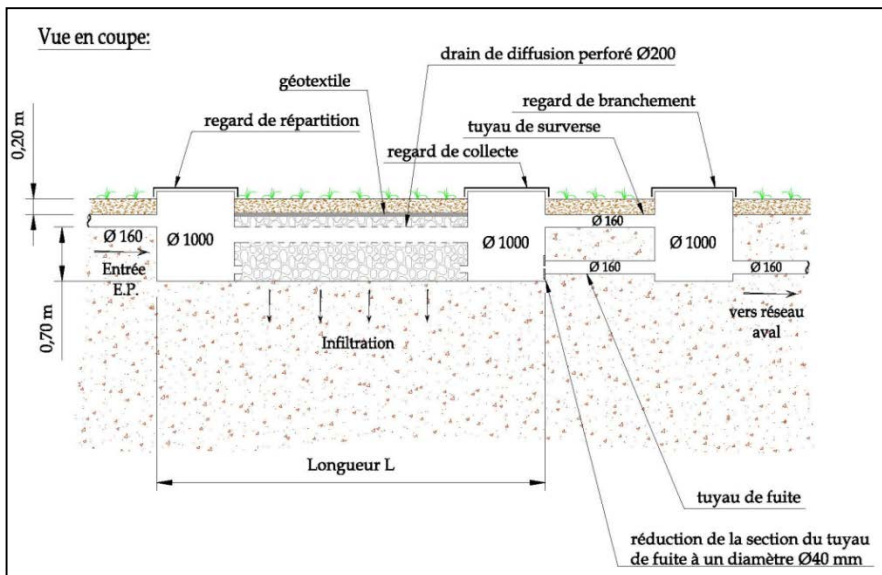 Vue en coupe:
drain de diffusion perforé Ø200
géotextile
regard de branchement
regard de répartition
tuyau de surverse
regard de collecte
0,20 m
Ø 160
Ø 160
Ø 1000
Ø 1000
Ø 1000
Entrée
E.P.
Ø 160
Ø 160
0,70 m
Infiltration
vers réseau
aval
Longueur L
tuyau de fuite
réduction de la section du tuyau
de fuite à un diamètre Ø40 mm